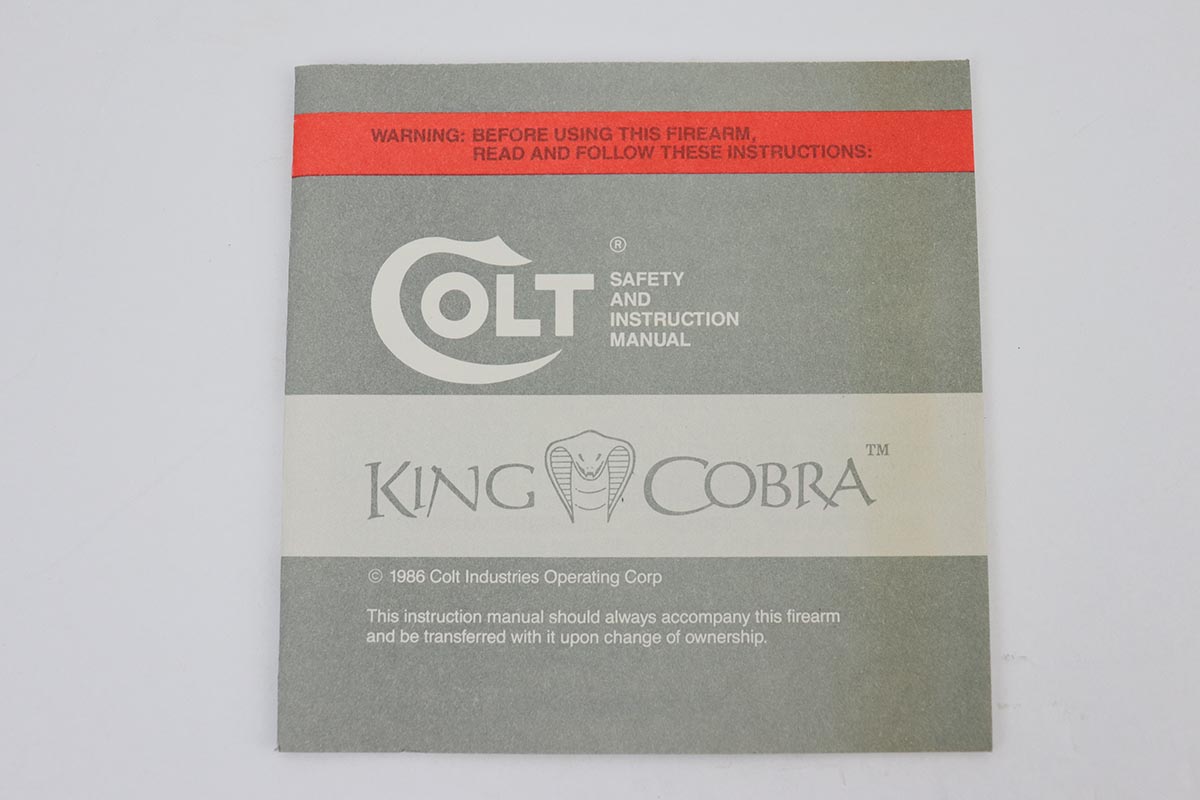 WARNING: BEFORE USING THIS FIREARM,
READ AND FOLLOW THESE INSTRUCTIONS:
COLT ®
SAFETY
AND
INSTRUCTION
MANUAL
KING COBRA™
© 1986 Colt Industries Operating Corp
This instruction manual should always accompany this firearm
and be transferred with it upon change of ownership.